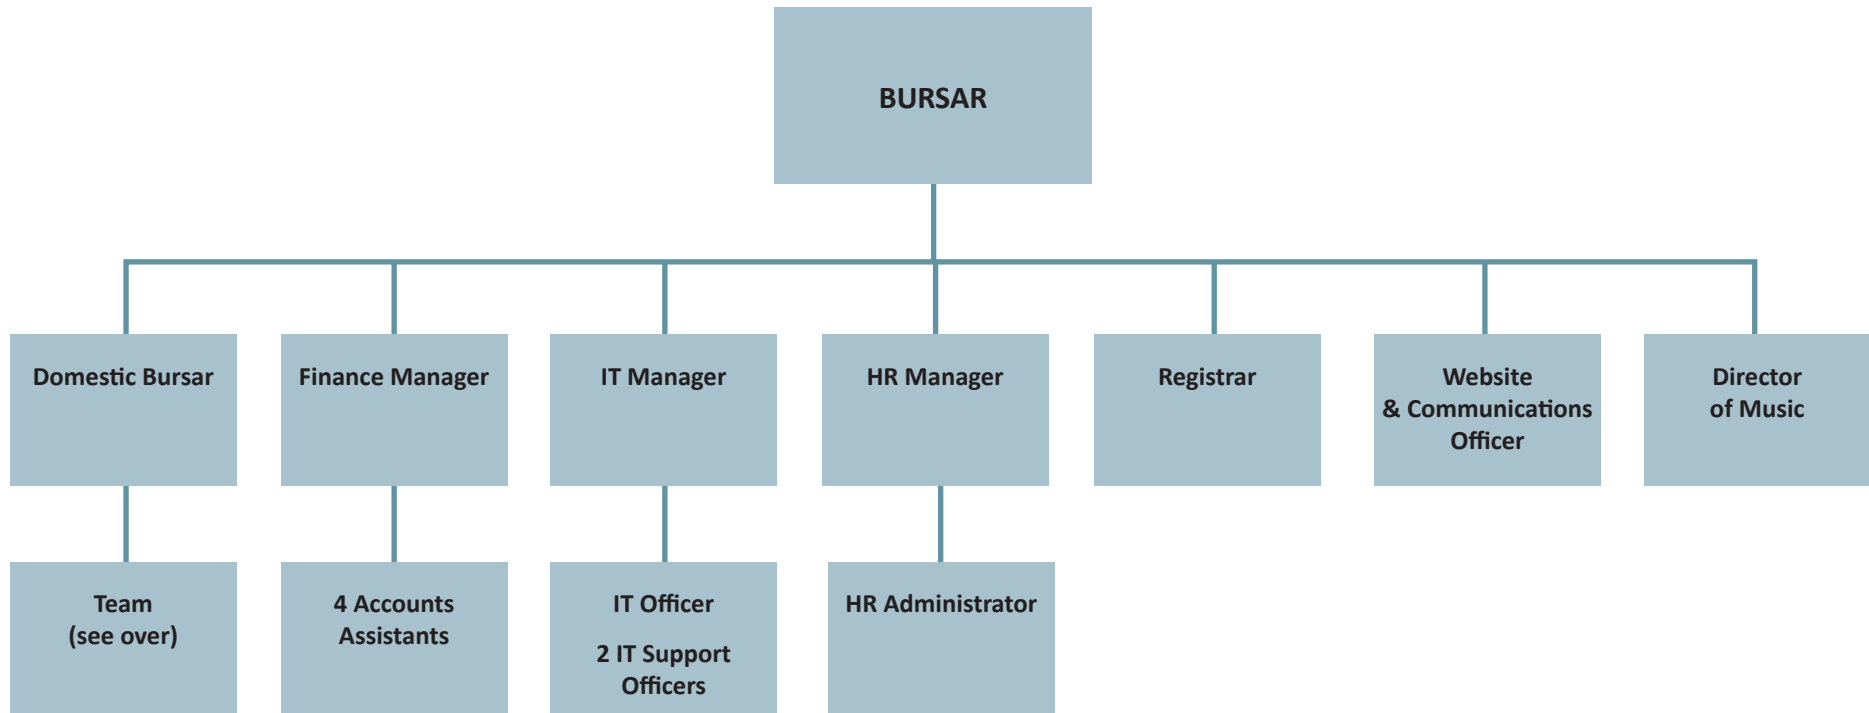 BURSAR
Domestic Bursar
Finance Manager
IT Manager
HR Manager
Registrar
Website
& Communications
Officer
Director
of Music
Team
(see over)
4 Accounts
Assistants
IT Officer
2 IT Support
Officers
HR Administrator